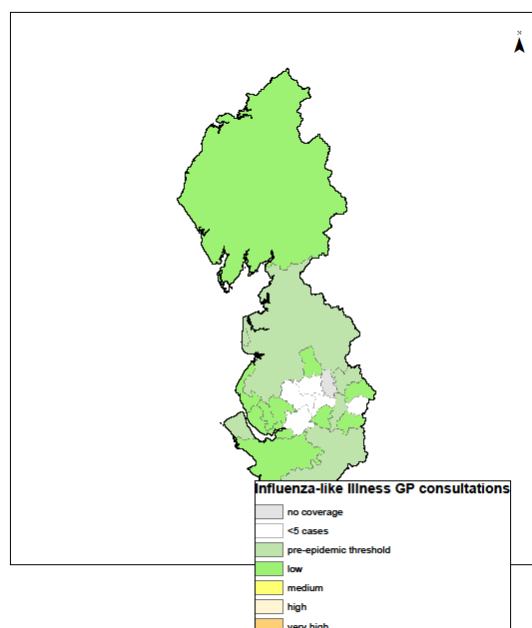 N
Influenza-like Illness GP consultations
no coverage
<5 cases
pre-epidemic threshold
low
medium
high
very high